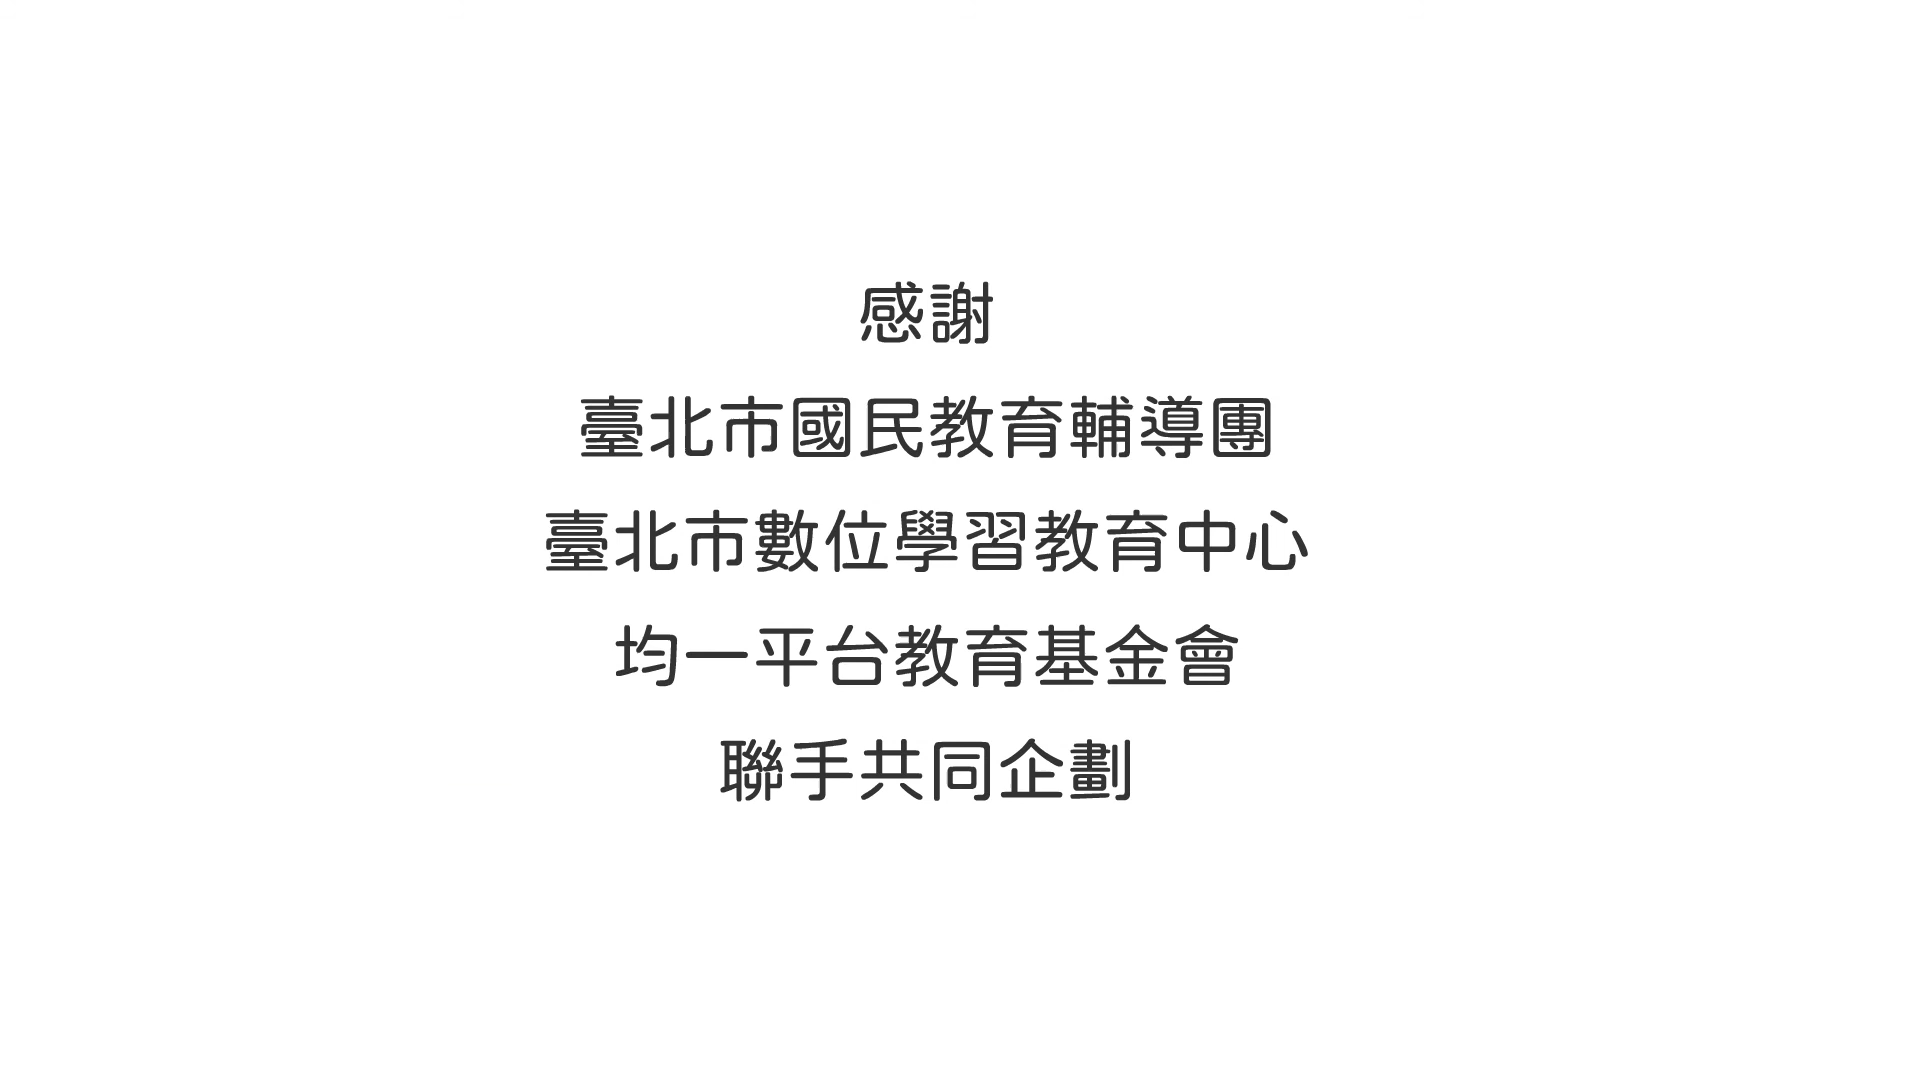 感謝
臺北市國民教育輔導團
臺北市數位學習教育中心
均一平台教育基金會
聯手共同企劃